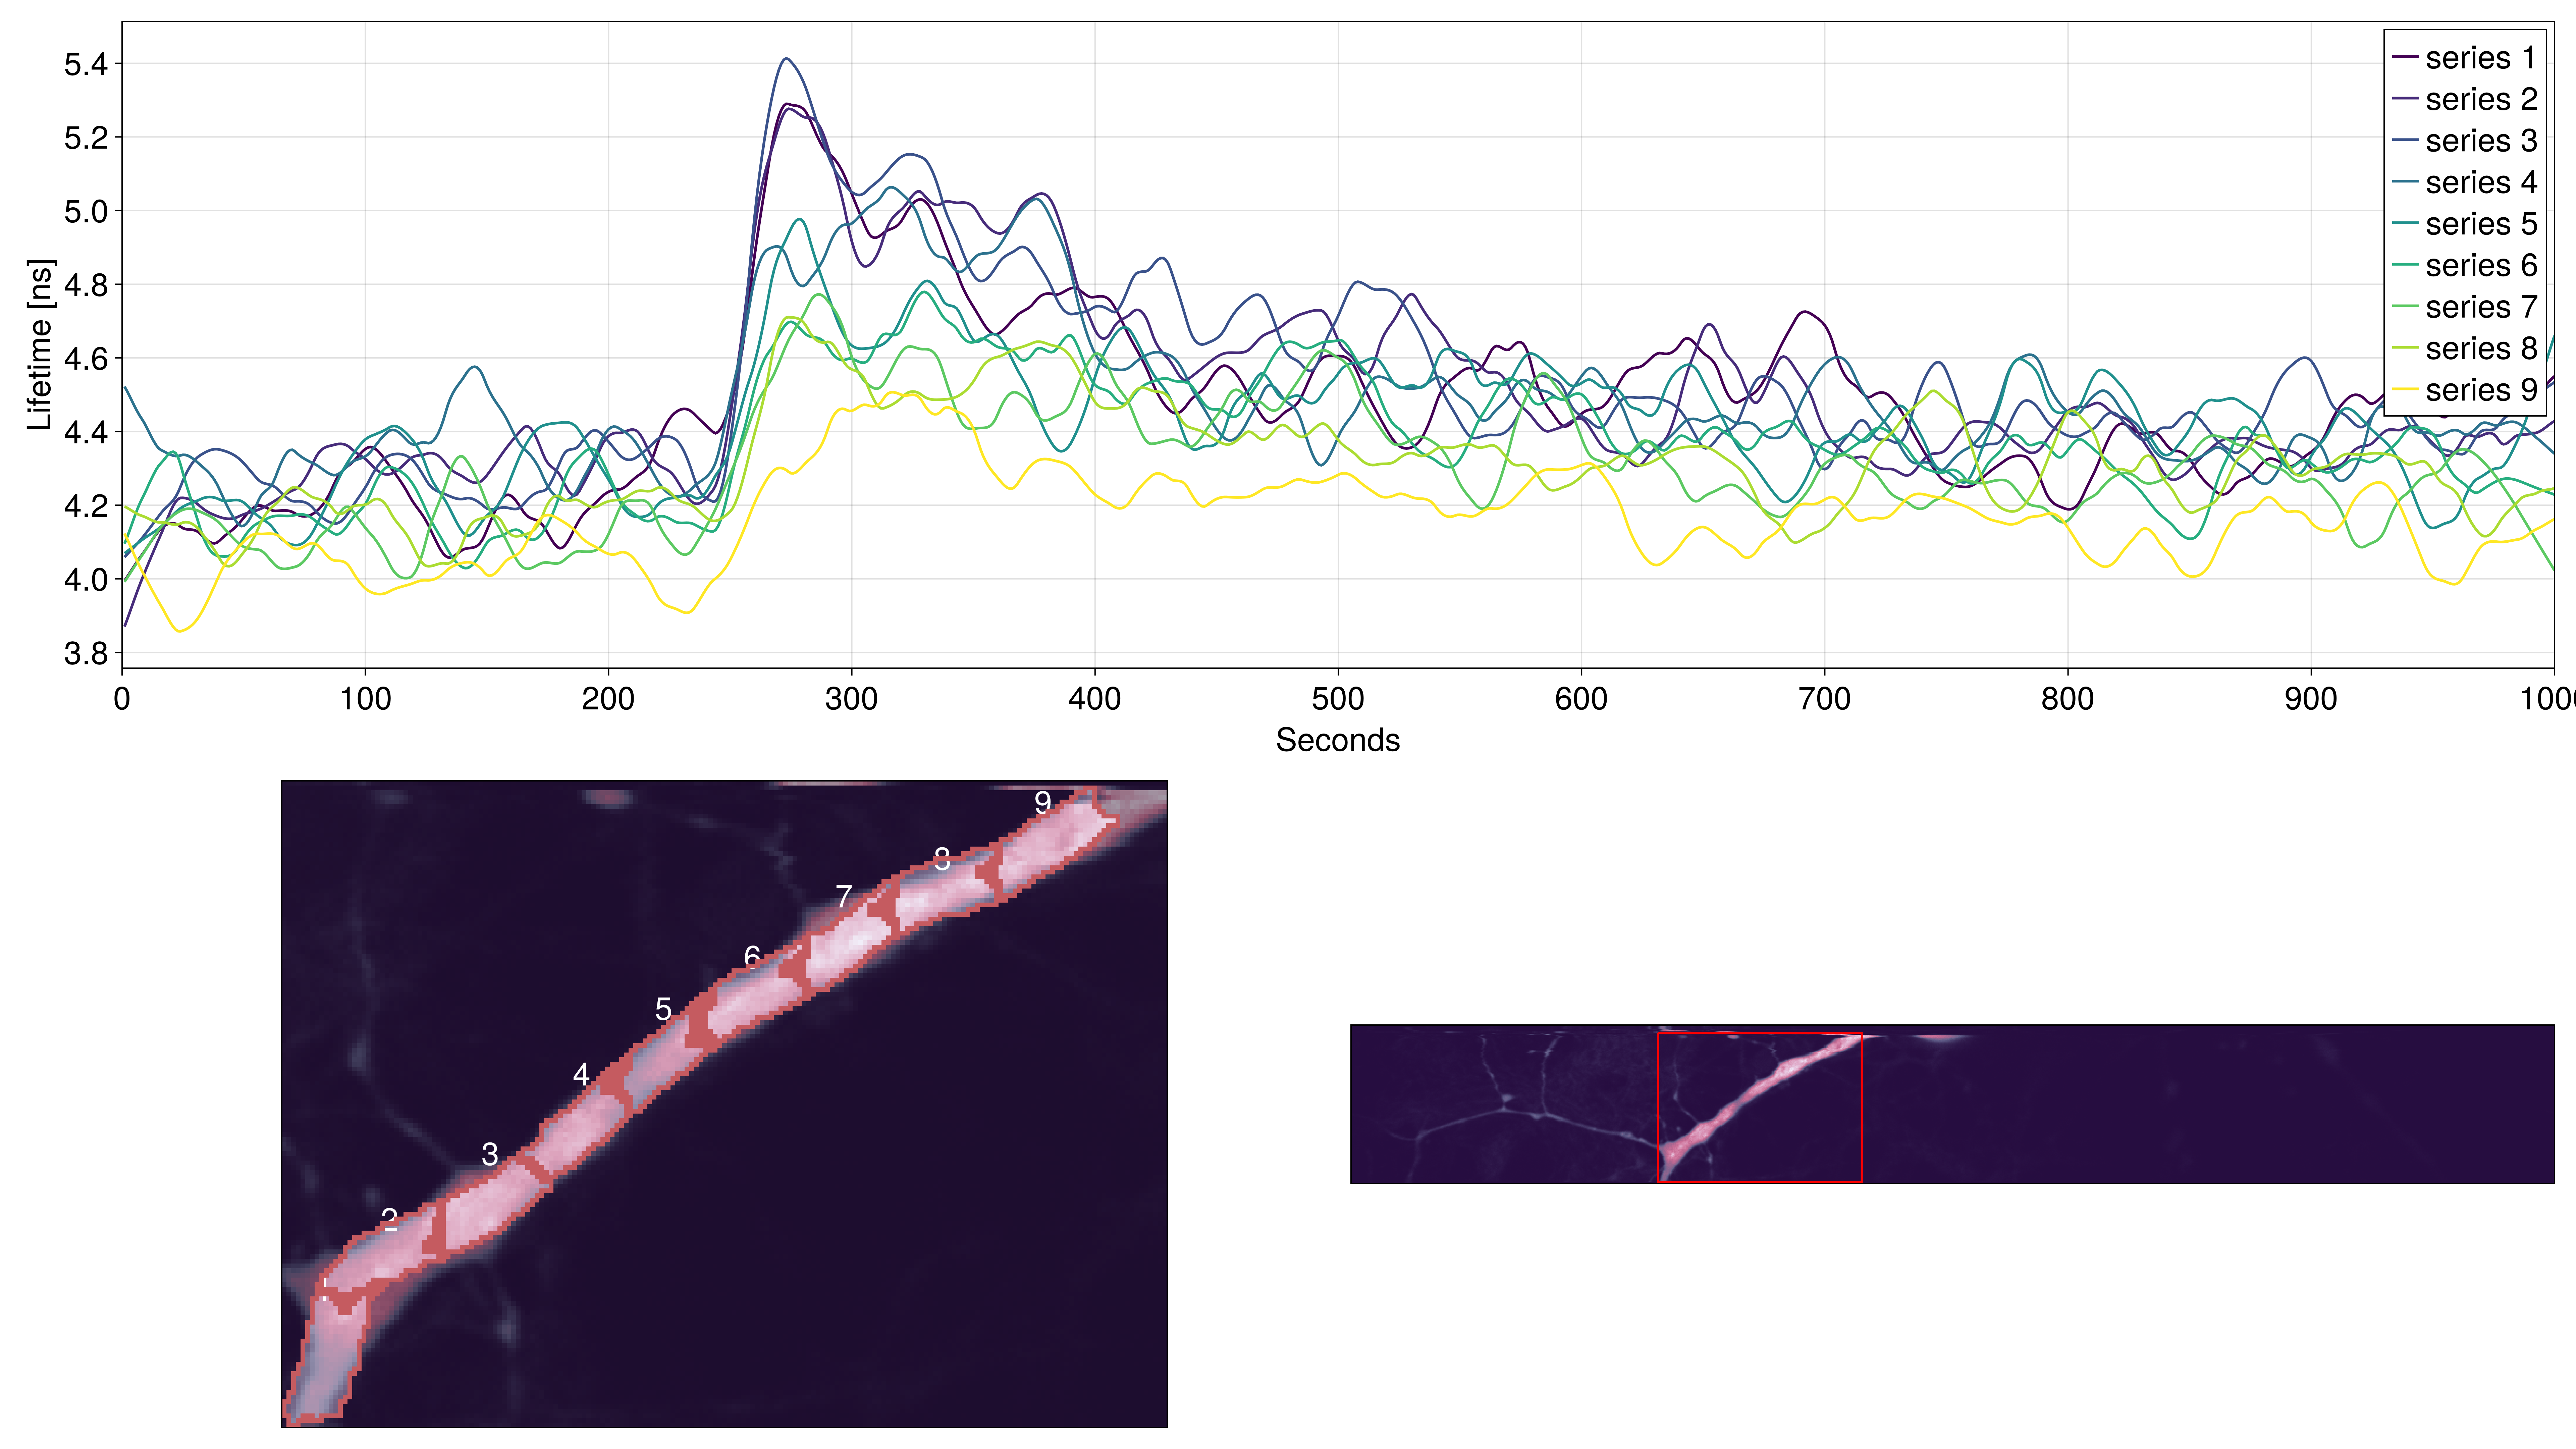 Lifetime [ns]
5.4
5.2
5.0
4.8
4.6
4.4
4.2
4.0
3.8
series 1
series 2
series 3
series 4
series 5
series 6
series 7
series 8
series 9
0 100 200 300 400 500 600 700 800 900 100
Seconds
9
8
7
6
5
4
3
2